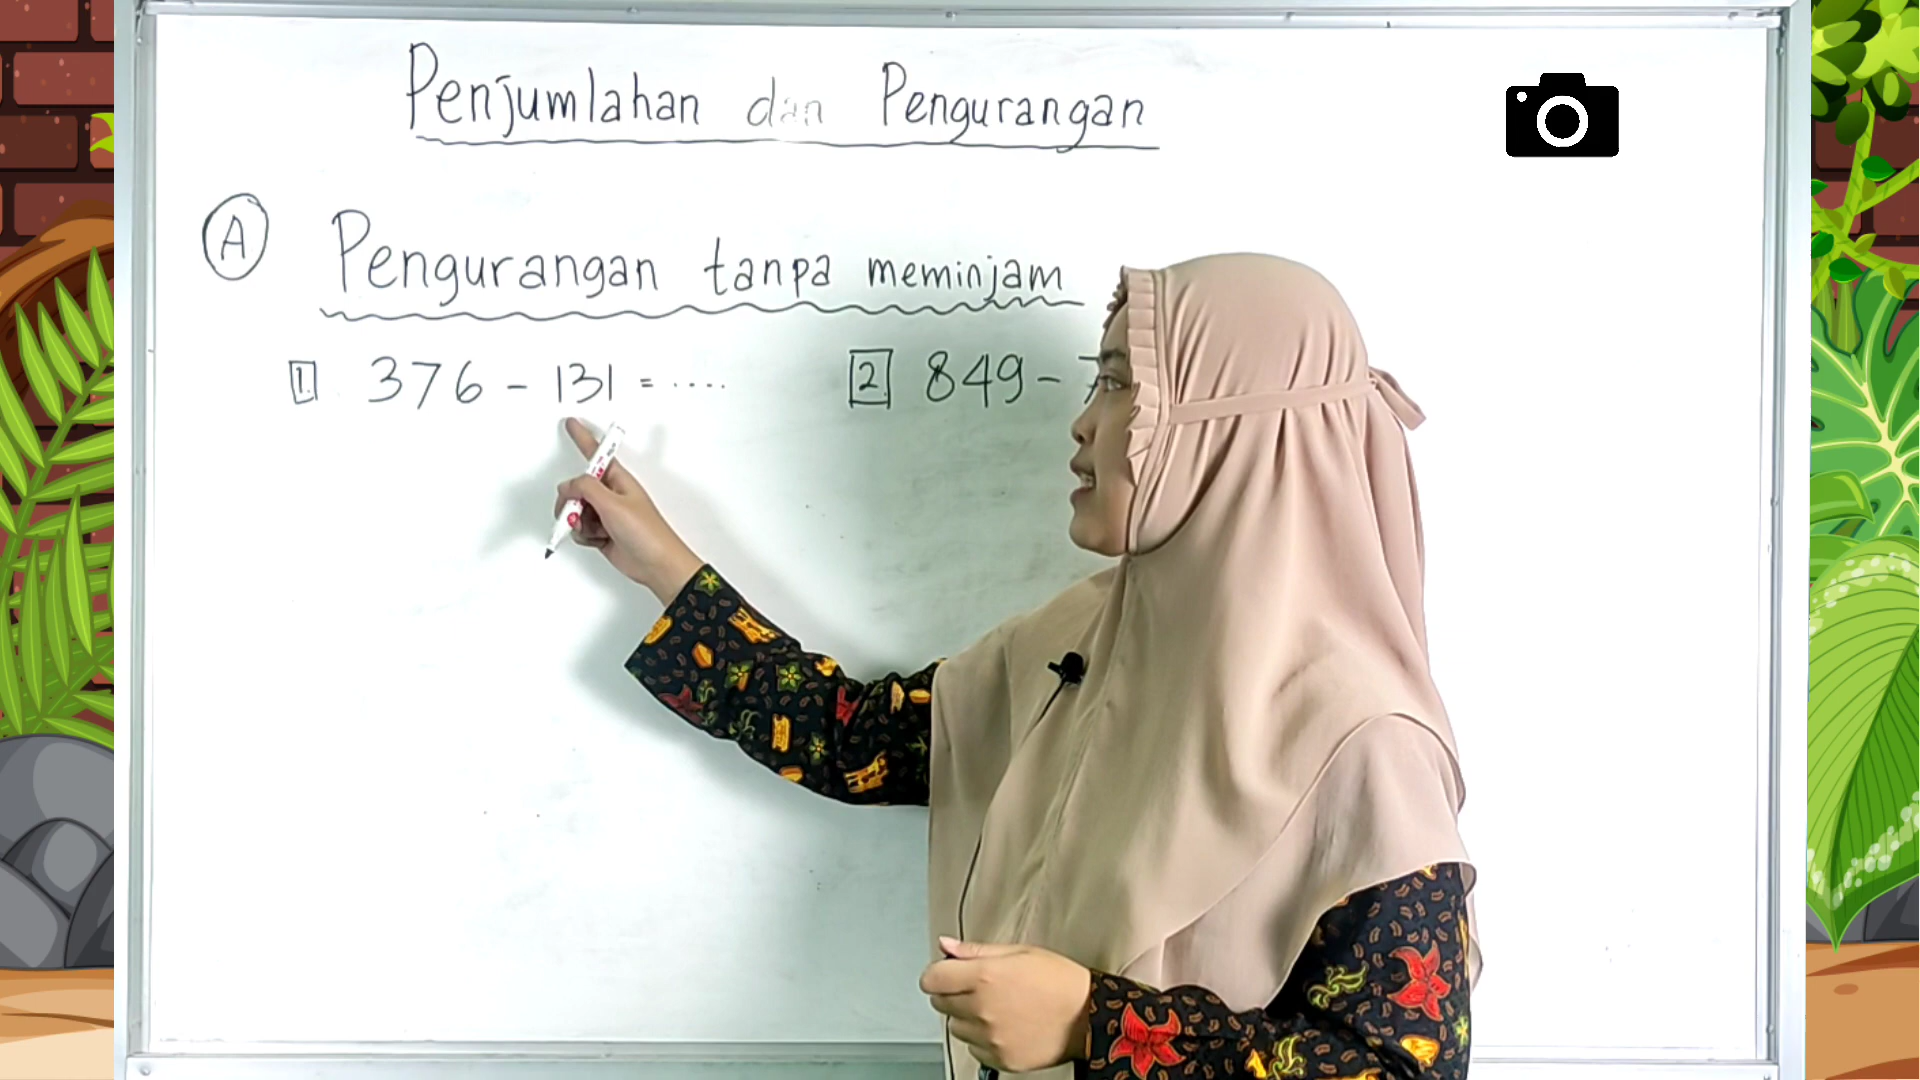 Penjumlahan dan Pengurangan
A Pengurangan tanpa meminjam
1. 376 - 131 = ....
2. 849 -